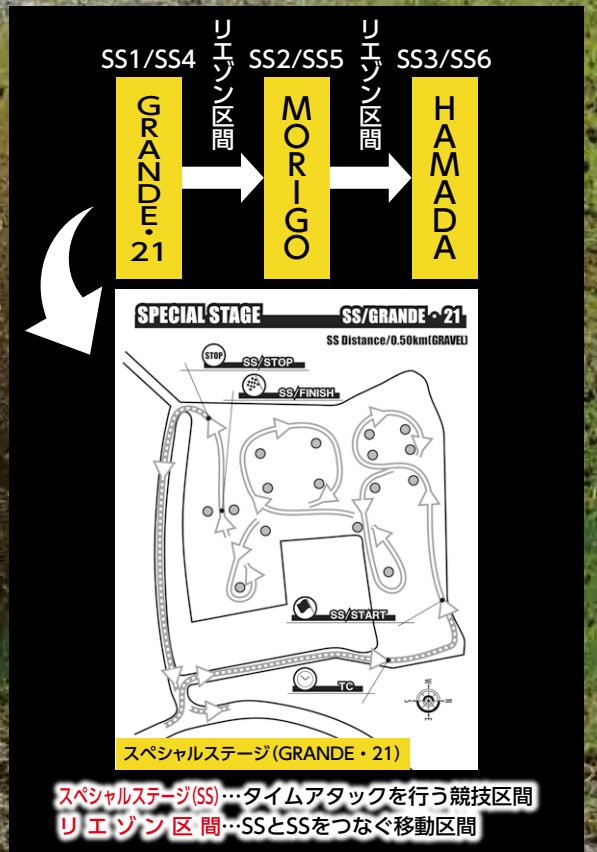 SS1/SS4
リエゾン区間
SS2/SS5
リエゾン区間
SS3/SS6
GRANDE・21
MORIGO
HAMADA
SPECIAL STAGE
SS/GRANDE・21
SS Distance/0.50km(GRAVEL)
STOP
SS/STOP
SS/FINISH
SS/START
TC
W
S
N
E
スペシャルステージ(GRANDE・21)
スペシャルステージ(SS)…タイムアタックを行う競技区間
リエゾン区間…SSとSSをつなぐ移動区間